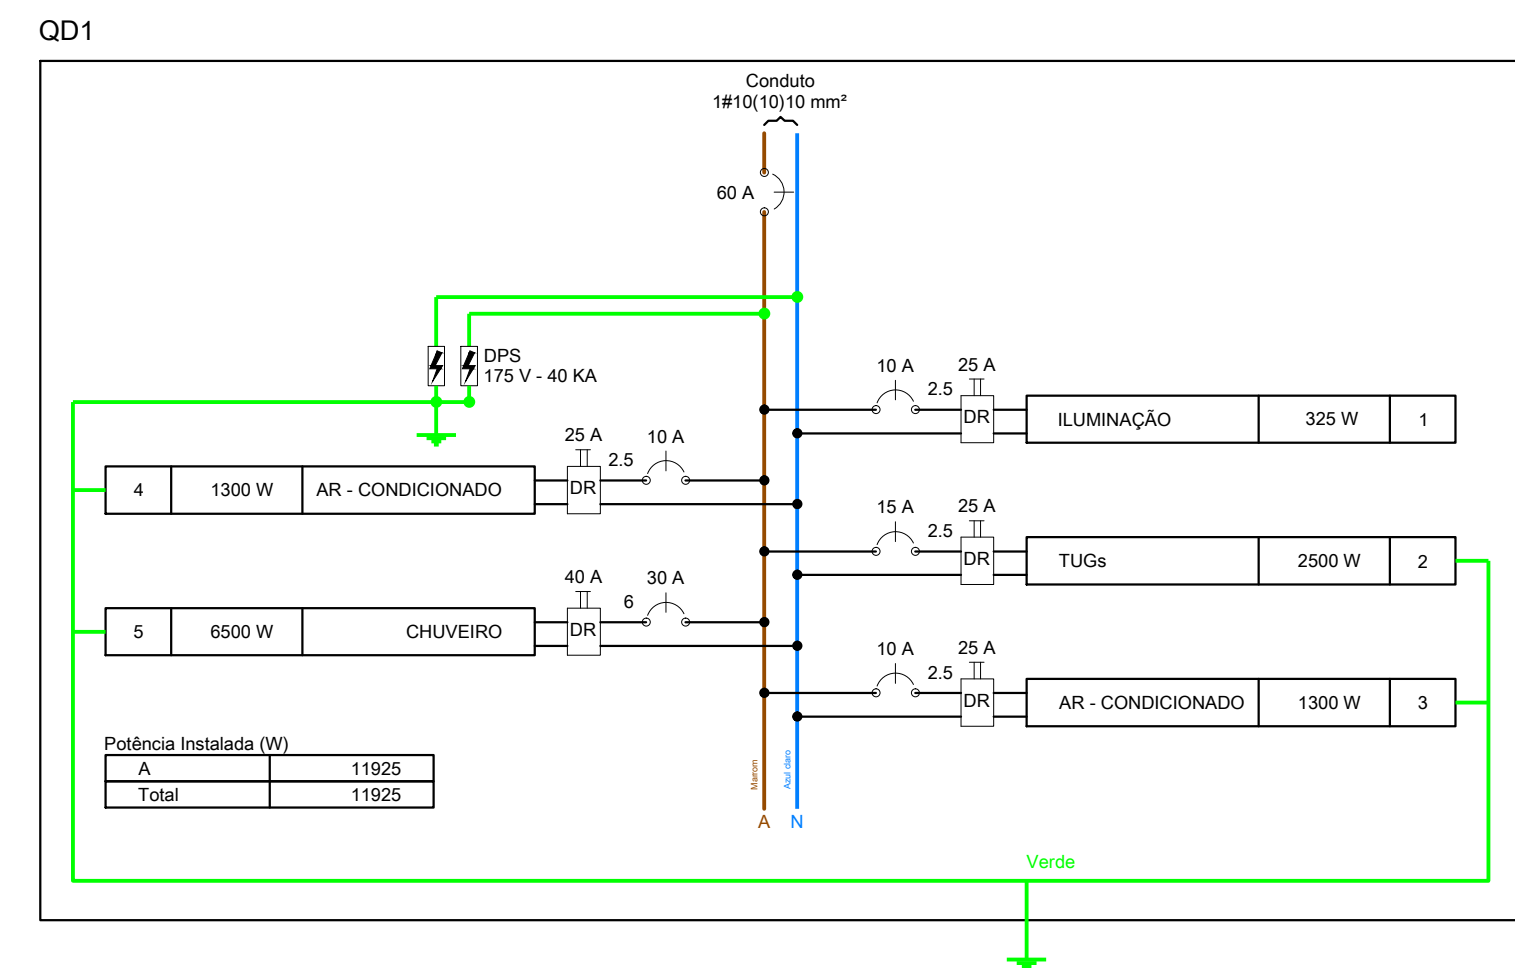 QD1
Conduto
1#10(10)10 mm²
60 A
DPS
175 V - 40 KA
10 A
25 A
2.5
DR
ILUMINAÇÃO
325 W
1
25 A
10 A
2.5
4
1300 W
AR - CONDICIONADO
DR
15 A
25 A
2.5
DR
TUGs
2500 W
2
40 A
30 A
6
5
6500 W
CHUVEIRO
DR
10 A
25 A
2.5
DR
AR - CONDICIONADO
1300 W
3
Potência Instalada (W)
A 11925
Total 11925
Marrom
Azul claro
A N
Verde